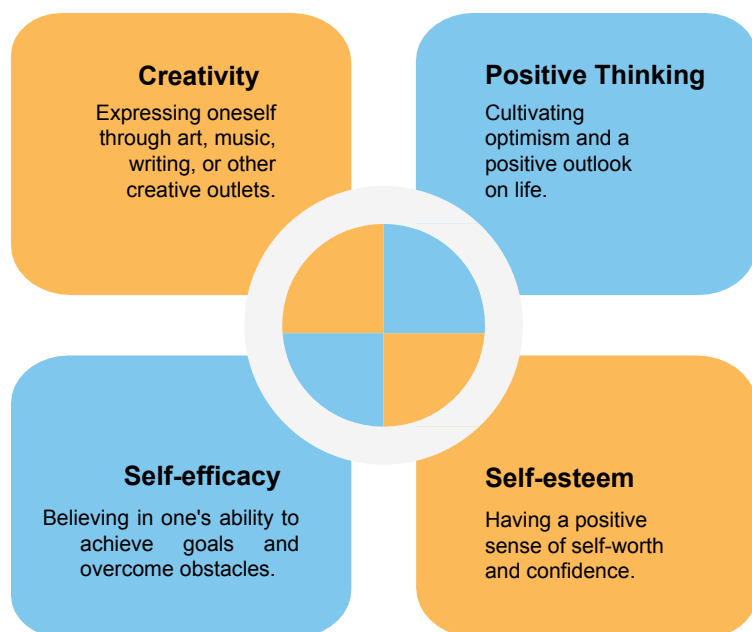 Creativity
Expressing oneself
through art, music,
writing, or other
creative outlets.
Positive Thinking
Cultivating
optimism and a
positive outlook
on life.
Self-efficacy
Believing in one's ability to
achieve goals and
overcome obstacles.
Self-esteem
Having a positive
sense of self-worth
and confidence.